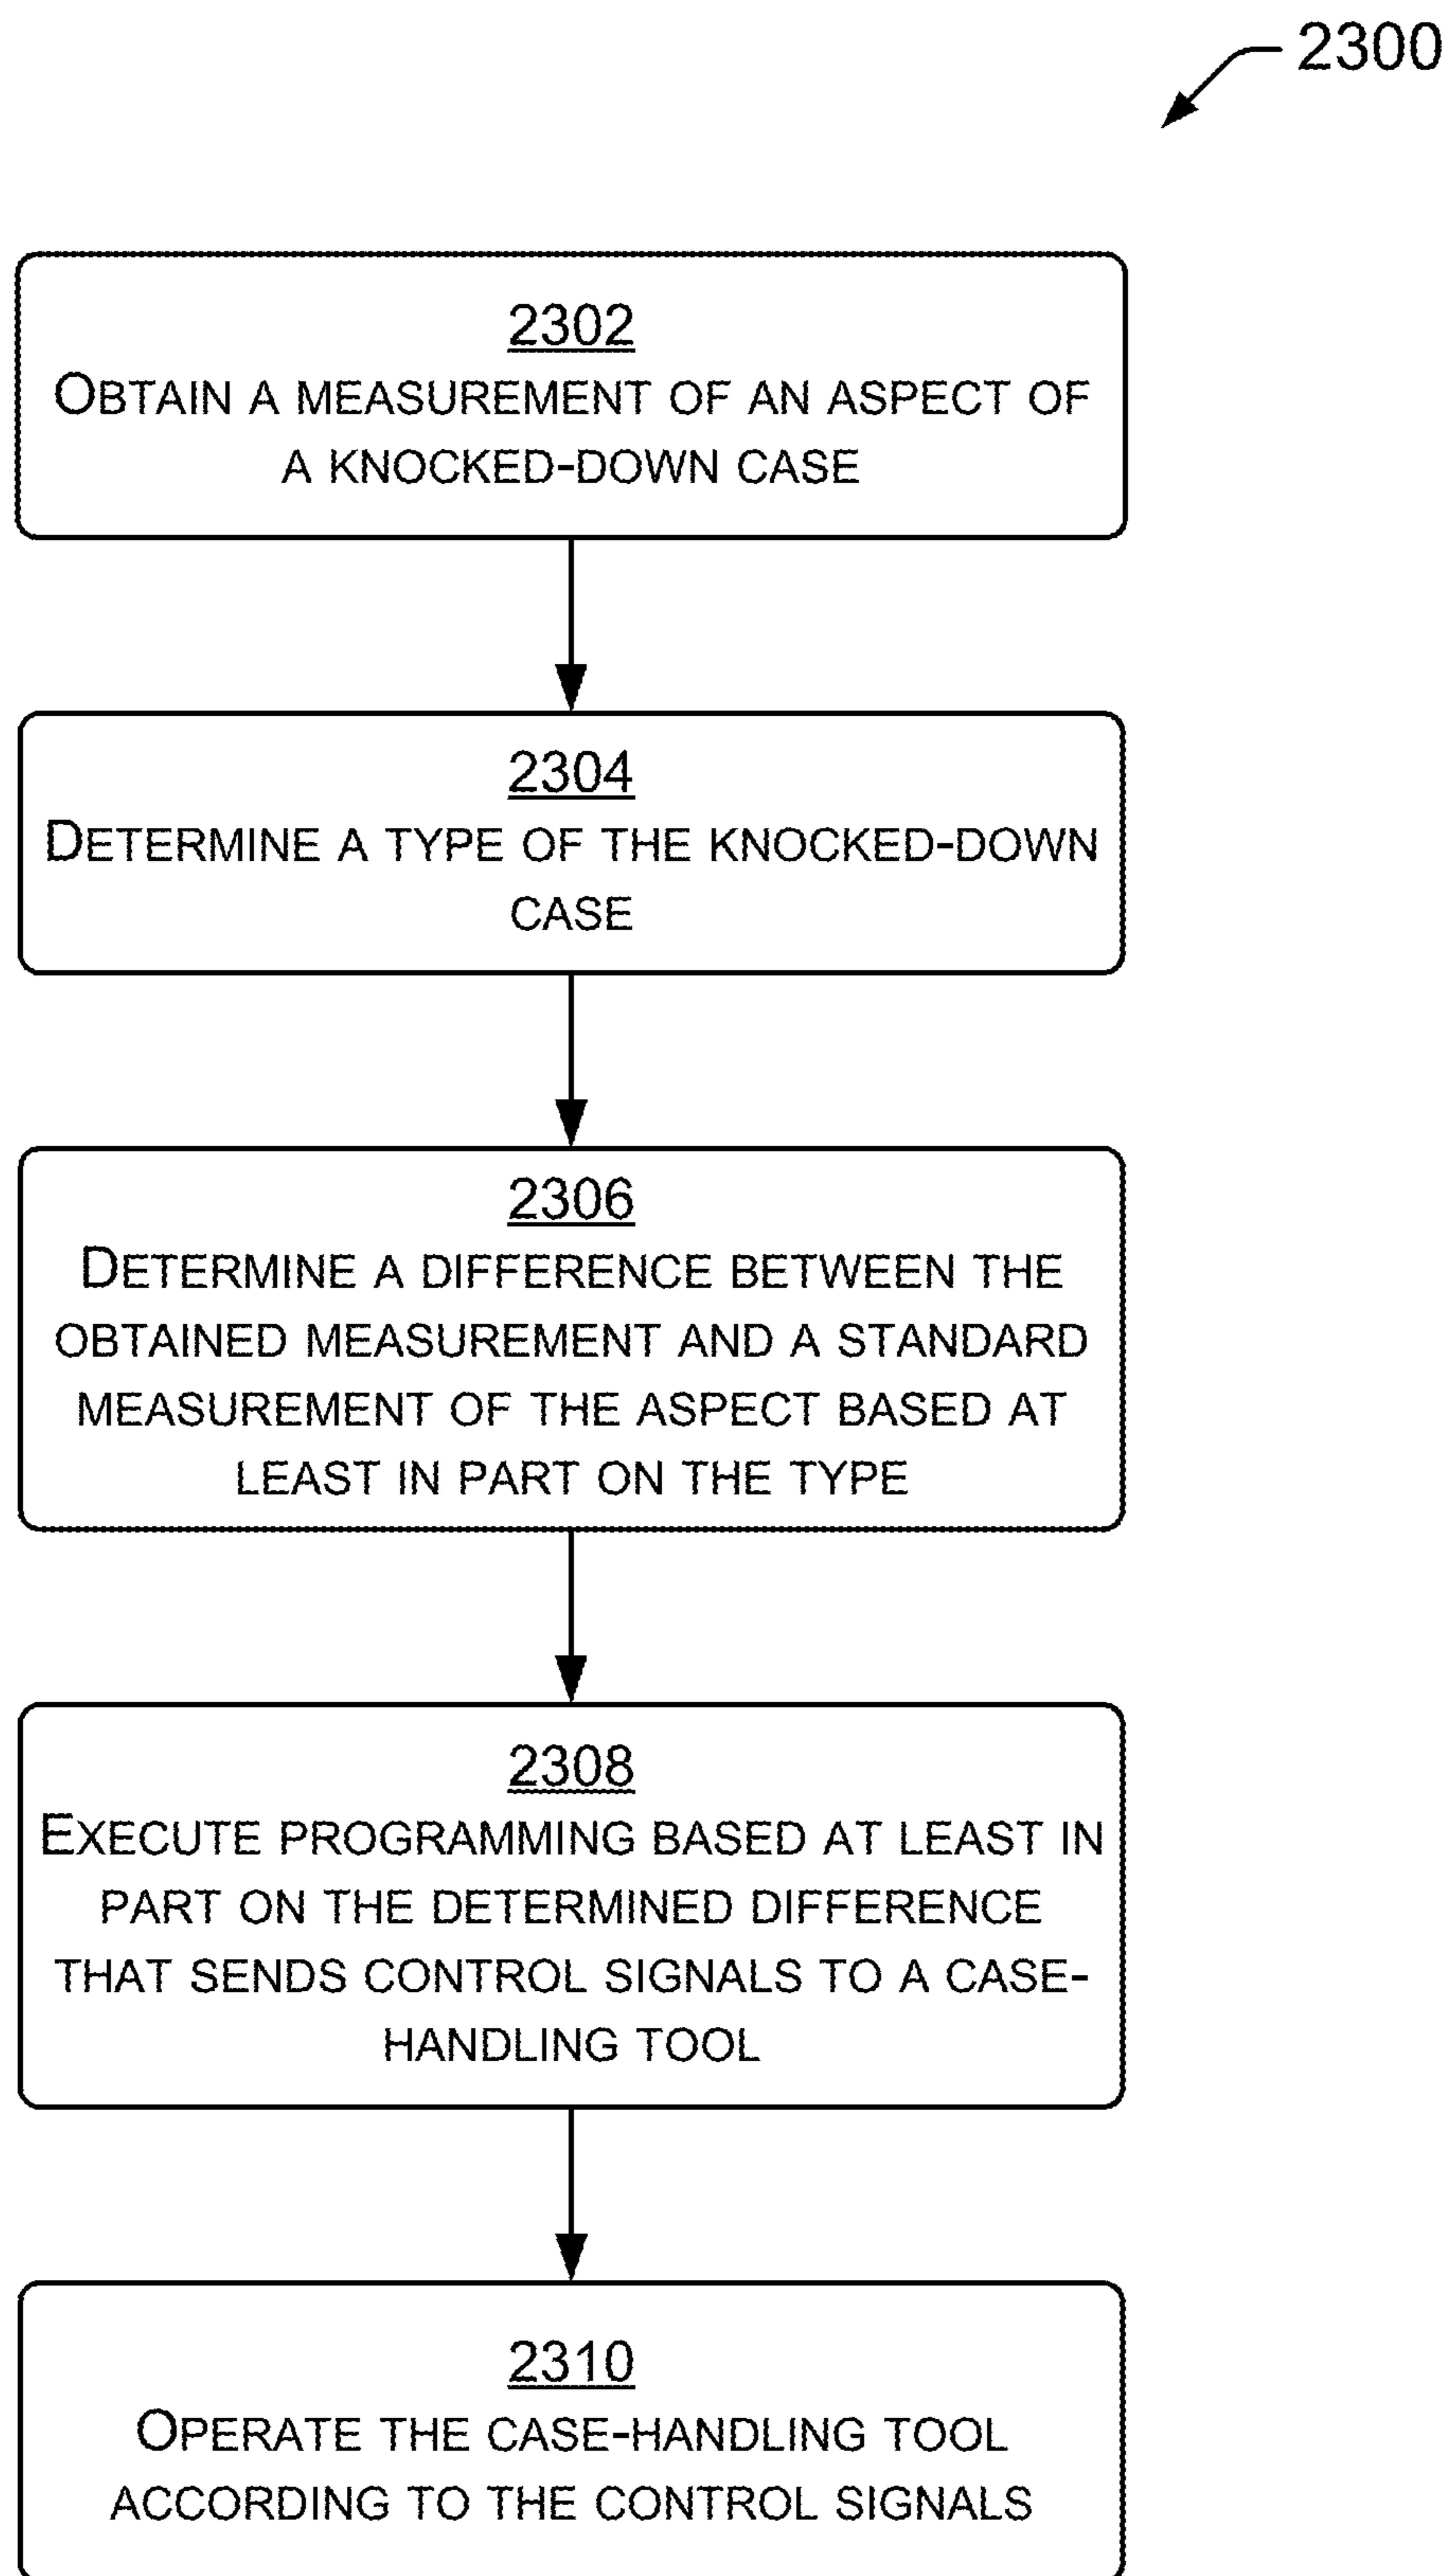 2300
2302
OBTAIN A MEASUREMENT OF AN ASPECT OF
A KNOCKED-DOWN CASE
2304
DETERMINE A TYPE OF THE KNOCKED-DOWN
CASE
2306
DETERMINE A DIFFERENCE BETWEEN THE
OBTAINED MEASUREMENT AND A STANDARD
MEASUREMENT OF THE ASPECT BASED AT
LEAST IN PART ON THE TYPE
2308
EXECUTE PROGRAMMING BASED AT LEAST IN
PART ON THE DETERMINED DIFFERENCE
THAT SENDS CONTROL SIGNALS TO A CASE-
HANDLING TOOL
2310
OPERATE THE CASE-HANDLING TOOL
ACCORDING TO THE CONTROL SIGNALS